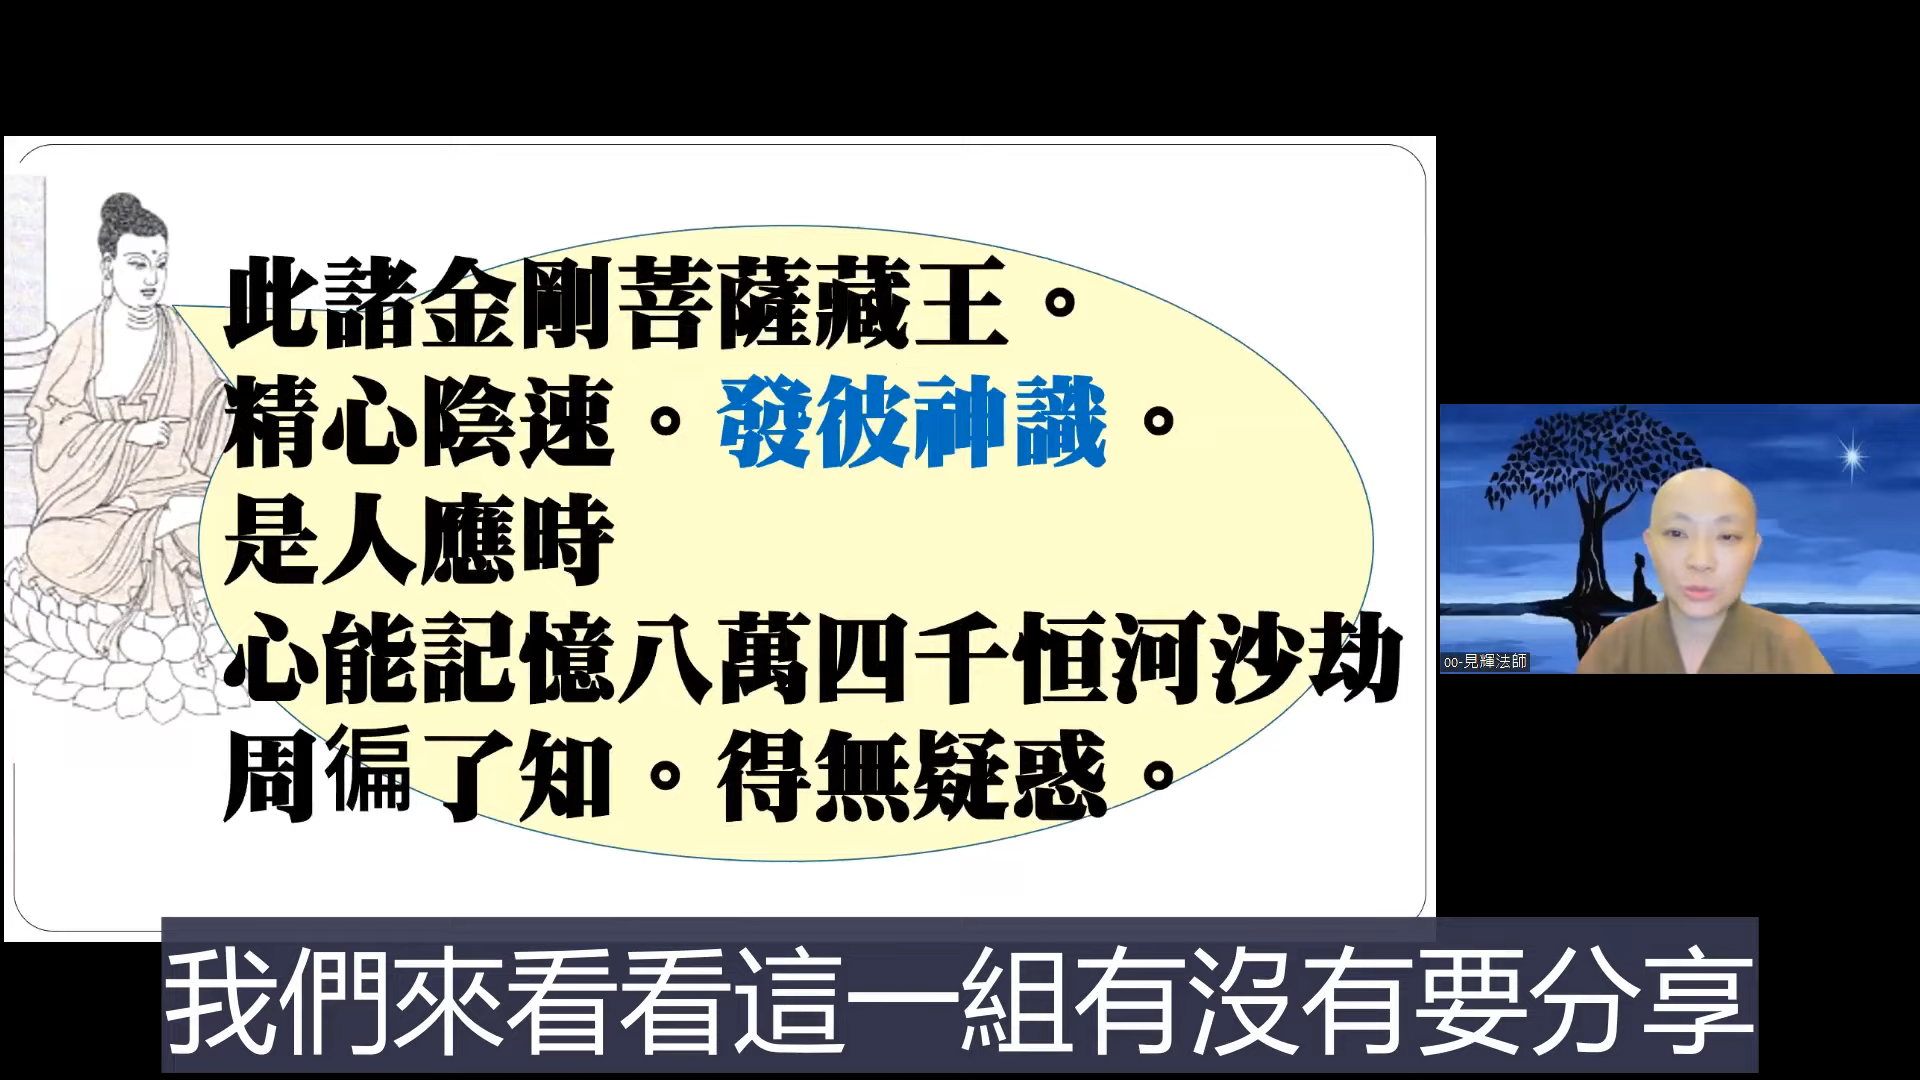 此諸金剛菩薩藏王。
精心陰速。發彼神識。
是人應時
心能記憶八萬四千恒河沙劫
周徧了知。得無疑惑。
oo-見輝法師
我們來看看這一組有沒有要分享